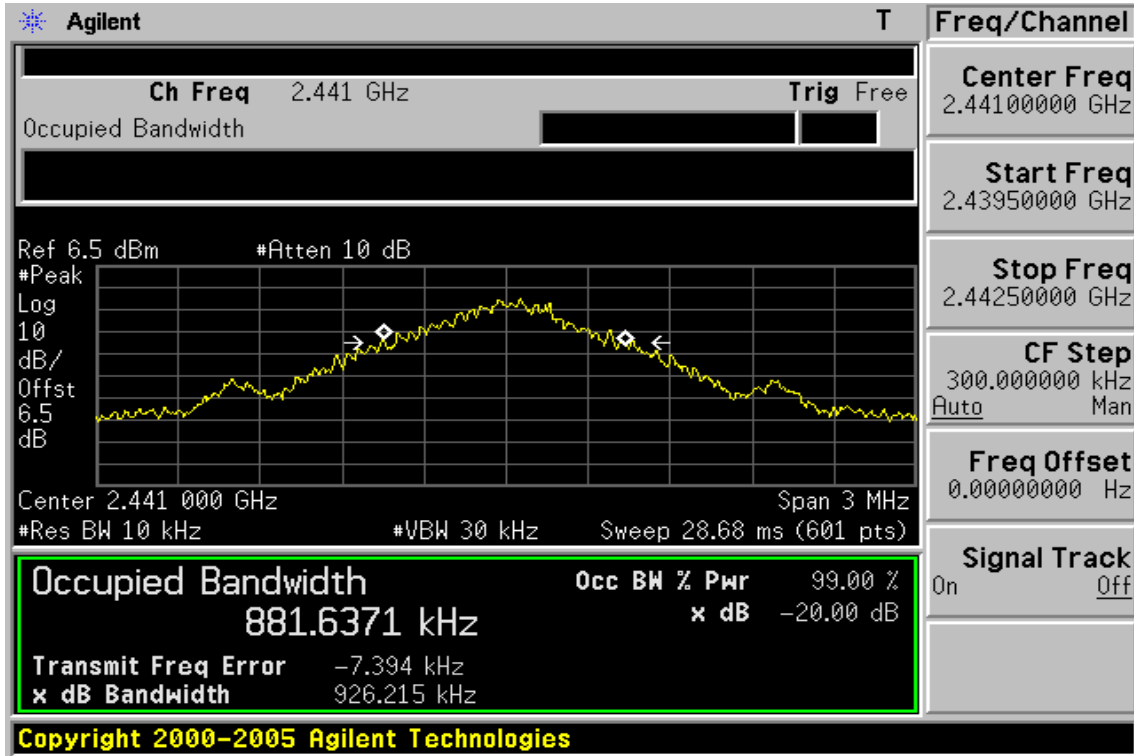 Agilent T
Freq/Channel
Ch Freq 2.441 GHz Trig Free
Occupied Bandwidth
Center Freq
2.44100000 GHz
Start Freq
2.43950000 GHz
Stop Freq
2.44250000 GHz
CF Step
300.000000 kHz
Auto Man
Freq Offset
0.00000000 Hz
Signal Track
On Off
Ref 6.5 dBm #Atten 10 dB
#Peak
Log
10
dB/
Offst
6.5
dB
Center 2.441 000 GHz Span 3 MHz
#Res BW 10 kHz #VBW 30 kHz Sweep 28.68 ms (601 pts)
Occupied Bandwidth Occ BW % Pwr 99.00 %
881.6371 kHz x dB -20.00 dB
Transmit Freq Error -7.394 kHz
x dB Bandwidth 926.215 kHz
Copyright 2000-2005 Agilent Technologies